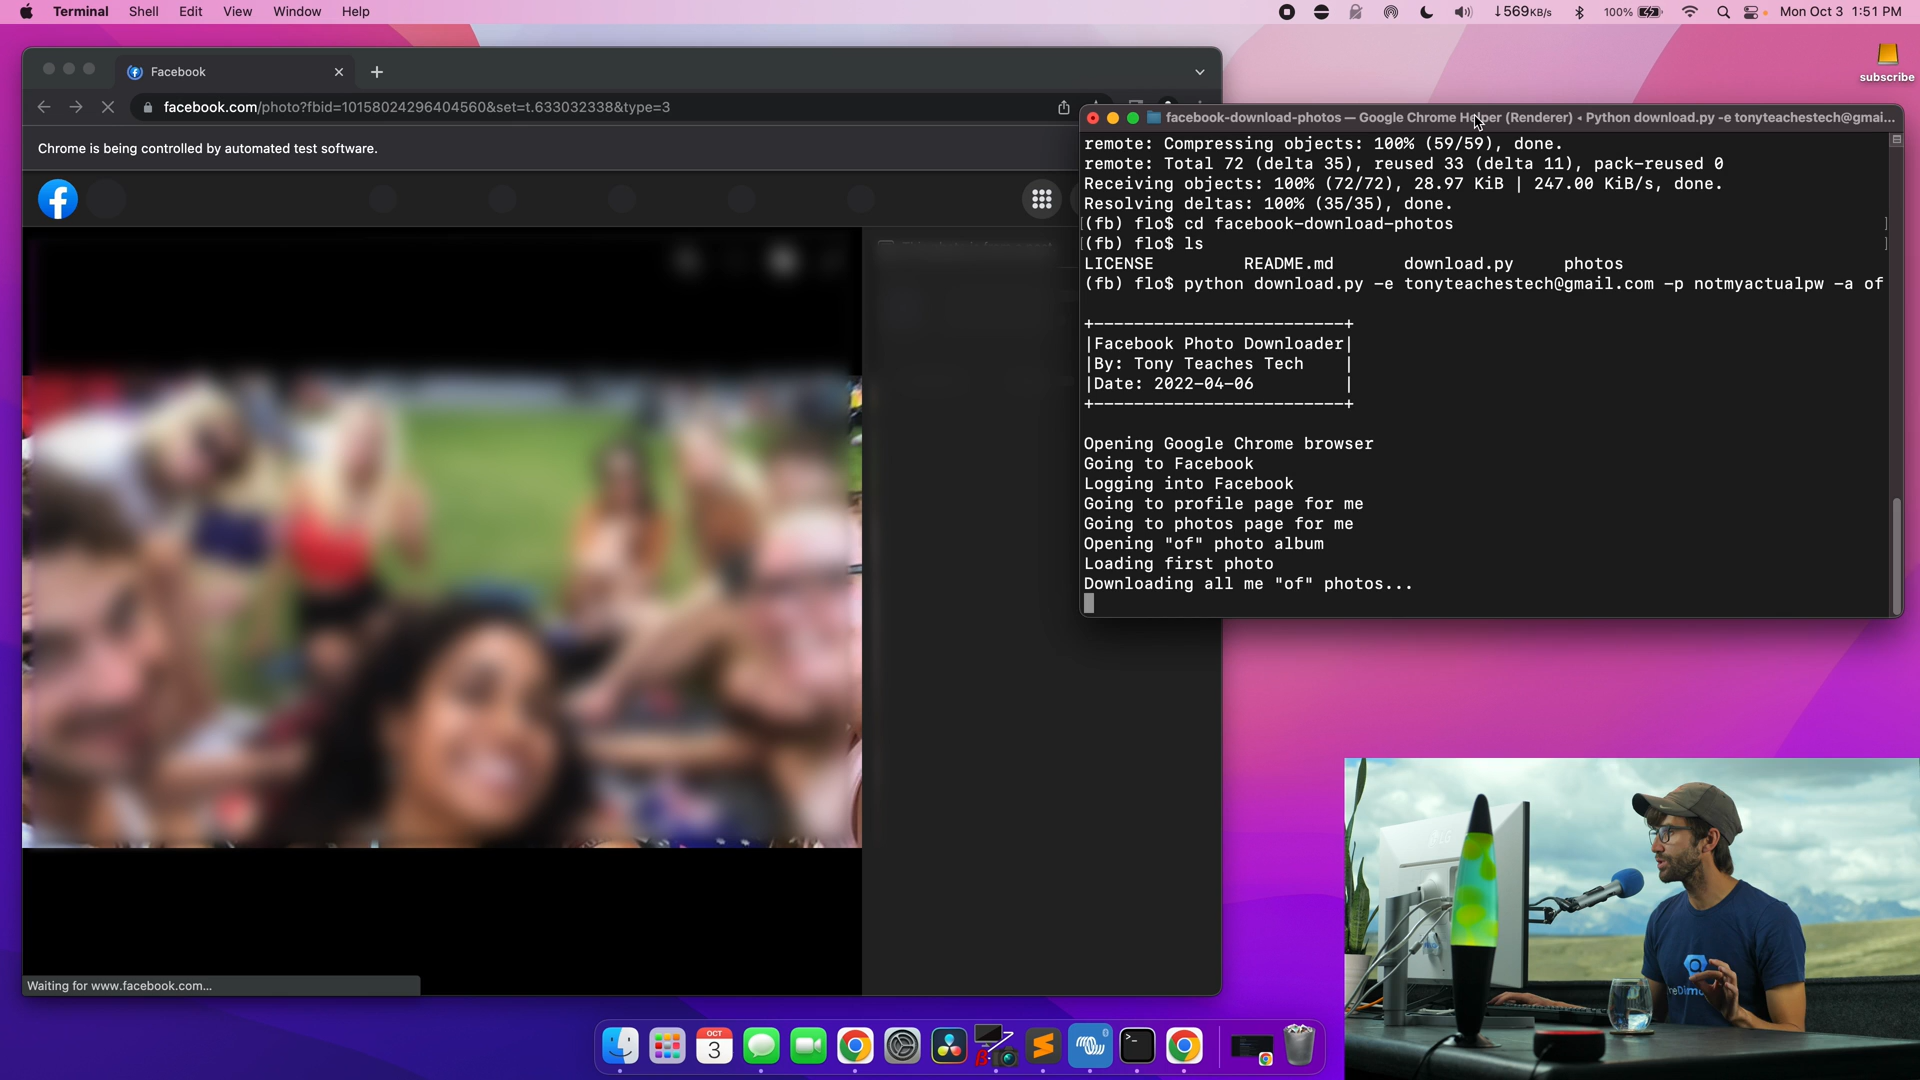 Terminal Shell Edit View Window Help
↓569KB/s 100% Mon Oct 3 1:51 PM
subscribe
Facebook
facebook.com/photo?fbid=10158024296404560&set=t.633032338&type=3
Chrome is being controlled by automated test software.
Waiting for www.facebook.com...
facebook-download-photos — Google Chrome Helper (Renderer) ◂ Python download.py -e tonyteachestech@gmai...
remote: Compressing objects: 100% (59/59), done.
remote: Total 72 (delta 35), reused 33 (delta 11), pack-reused 0
Receiving objects: 100% (72/72), 28.97 KiB | 247.00 KiB/s, done.
Resolving deltas: 100% (35/35), done.
[(fb) flo$ cd facebook-download-photos ]
[(fb) flo$ ls ]
LICENSE README.md download.py photos
(fb) flo$ python download.py -e tonyteachestech@gmail.com -p notmyactualpw -a of
+-------------------------+
|Facebook Photo Downloader|
|By: Tony Teaches Tech |
|Date: 2022-04-06 |
+-------------------------+
Opening Google Chrome browser
Going to Facebook
Logging into Facebook
Going to profile page for me
Going to photos page for me
Opening "of" photo album
Loading first photo
Downloading all me "of" photos...
LG
OCT
3